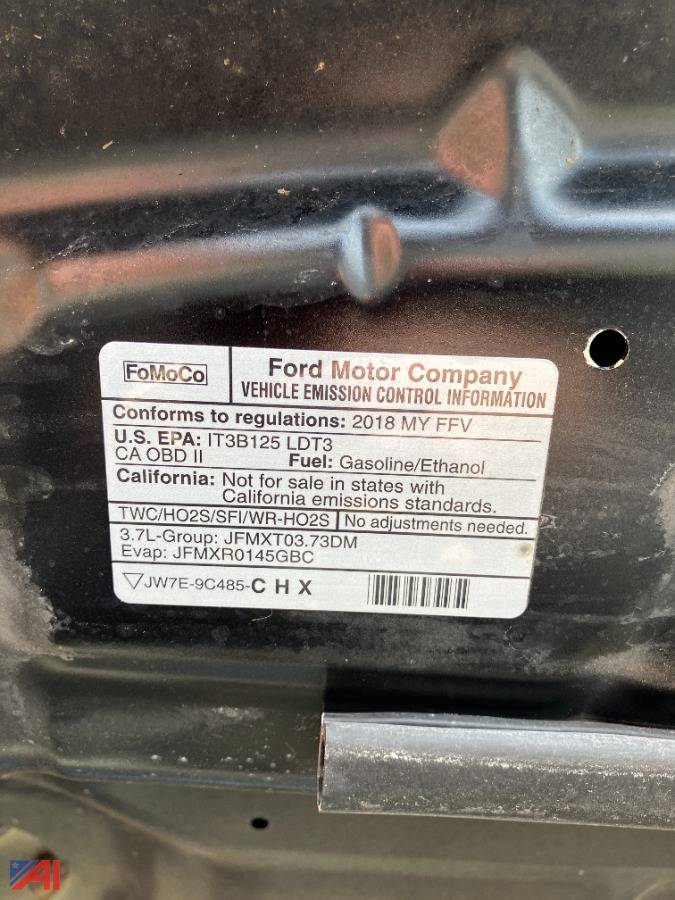 FoMoCo
Ford Motor Company
VEHICLE EMISSION CONTROL INFORMATION
Conforms to regulations: 2018 MY FFV
U.S. EPA: IT3B125 LDT3
CA OBD II Fuel: Gasoline/Ethanol
California: Not for sale in states with
California emissions standards.
TWC/HO2S/SFI/WR-HO2S No adjustments needed.
3.7L-Group: JFMXT03.73DM
Evap: JFMXR0145GBC
JW7E-9C485-C H X
AI